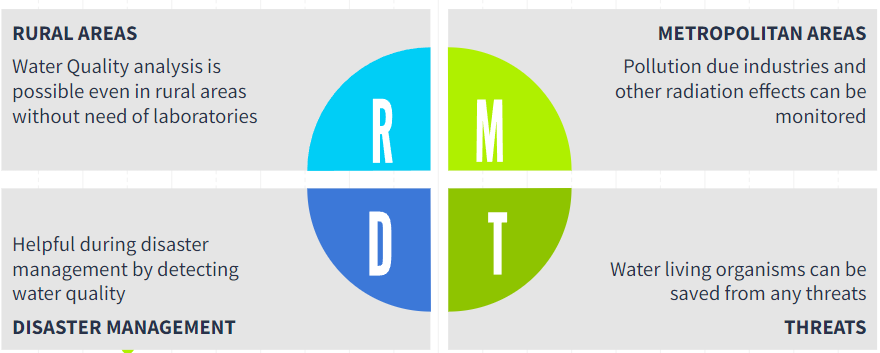 RURAL AREAS
Water Quality analysis is
possible even in rural areas
without need of laboratories
METROPOLITAN AREAS
Pollution due industries and
other radiation effects can be
monitored
R
M
D
T
Helpful during disaster
management by detecting
water quality
DISASTER MANAGEMENT
Water living organisms can be
saved from any threats
THREATS